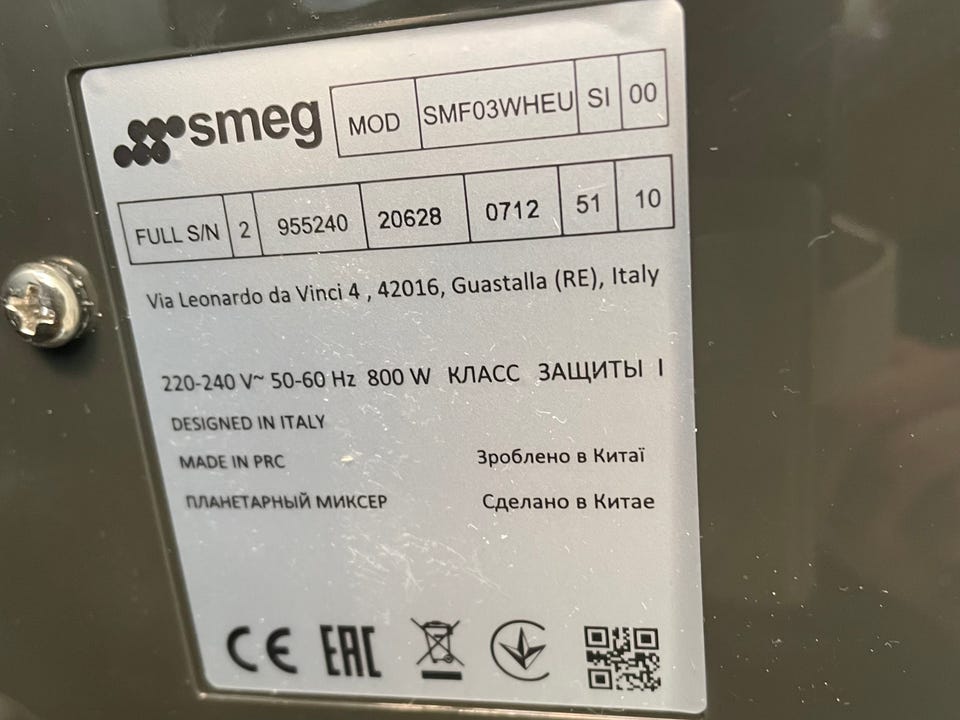 smeg MOD SMF03WHEU SI 00
FULL S/N 2 955240 20628 0712 51 10
Via Leonardo da Vinci 4 , 42016, Guastalla (RE), Italy
220-240 V~ 50-60 Hz 800 W КЛАСС ЗАЩИТЫ I
DESIGNED IN ITALY
MADE IN PRC Зроблено в Китаї
ПЛАНЕТАРНЫЙ МИКСЕР Сделано в Китае
CE EAC